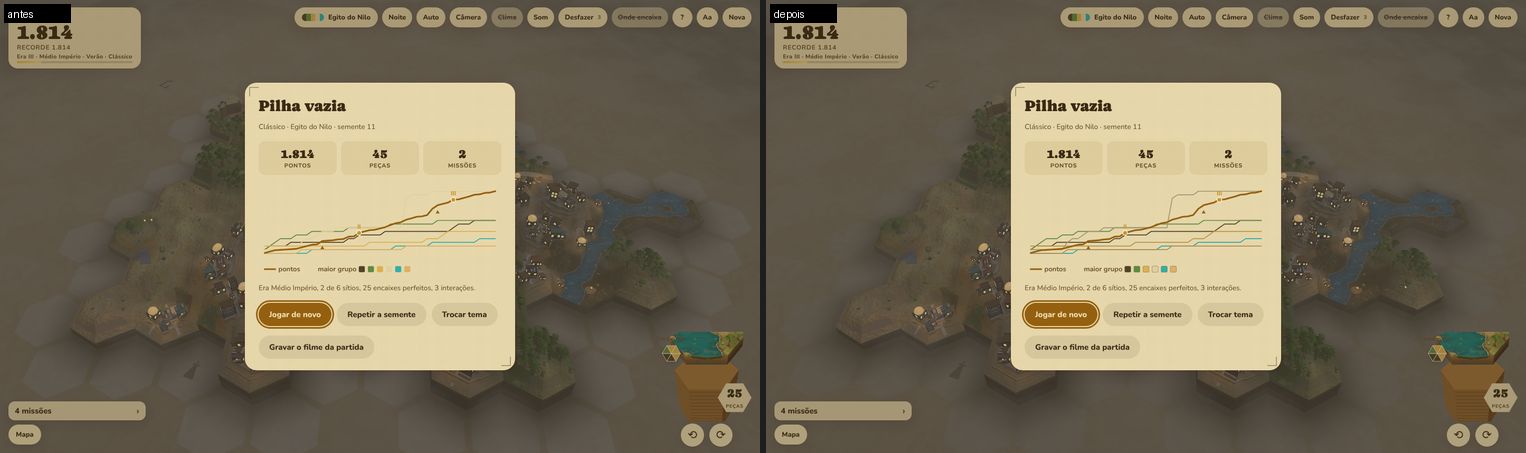 antes
1.814
RECORDE 1.814
Era III · Médio Império · Verão · Clássico
Egito do Nilo
Noite
Auto
Câmera
Clima
Som
Desfazer 3
Onde encaixa
?
Aa
Nova
Pilha vazia
Clássico · Egito do Nilo · semente 11
1.814
PONTOS
45
PEÇAS
2
MISSÕES
II
III
pontos
maior grupo
Era Médio Império, 2 de 6 sítios, 25 encaixes perfeitos, 3 interações.
Jogar de novo
Repetir a semente
Trocar tema
Gravar o filme da partida
4 missões ›
Mapa
25
PEÇAS
depois
1.814
RECORDE 1.814
Era III · Médio Império · Verão · Clássico
Egito do Nilo
Noite
Auto
Câmera
Clima
Som
Desfazer 3
Onde encaixa
?
Aa
Nova
Pilha vazia
Clássico · Egito do Nilo · semente 11
1.814
PONTOS
45
PEÇAS
2
MISSÕES
II
III
pontos
maior grupo
Era Médio Império, 2 de 6 sítios, 25 encaixes perfeitos, 3 interações.
Jogar de novo
Repetir a semente
Trocar tema
Gravar o filme da partida
4 missões ›
Mapa
25
PEÇAS